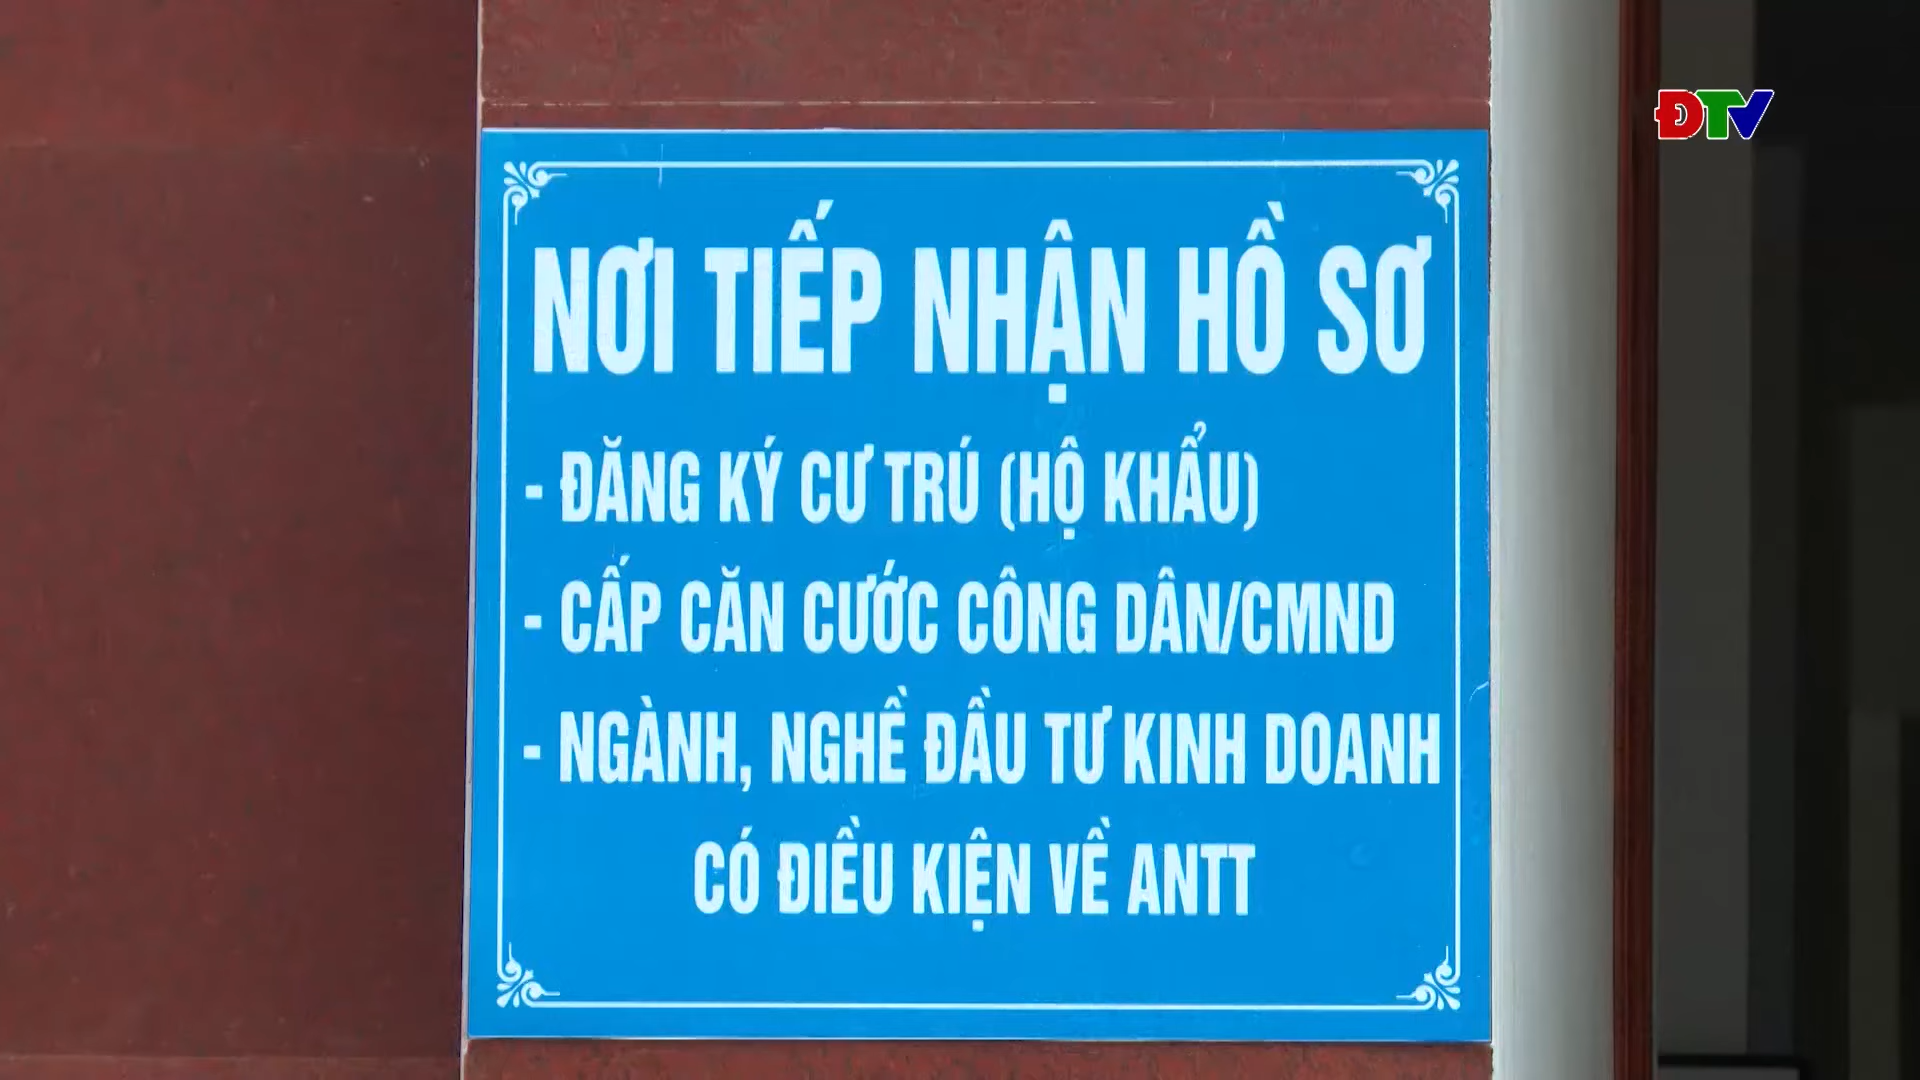 ĐTV
NƠI TIẾP NHẬN HỒ SƠ
- ĐĂNG KÝ CƯ TRÚ (HỘ KHẨU)
- CẤP CĂN CƯỚC CÔNG DÂN/CMND
- NGÀNH, NGHỀ ĐẦU TƯ KINH DOANH
CÓ ĐIỀU KIỆN VỀ ANTT